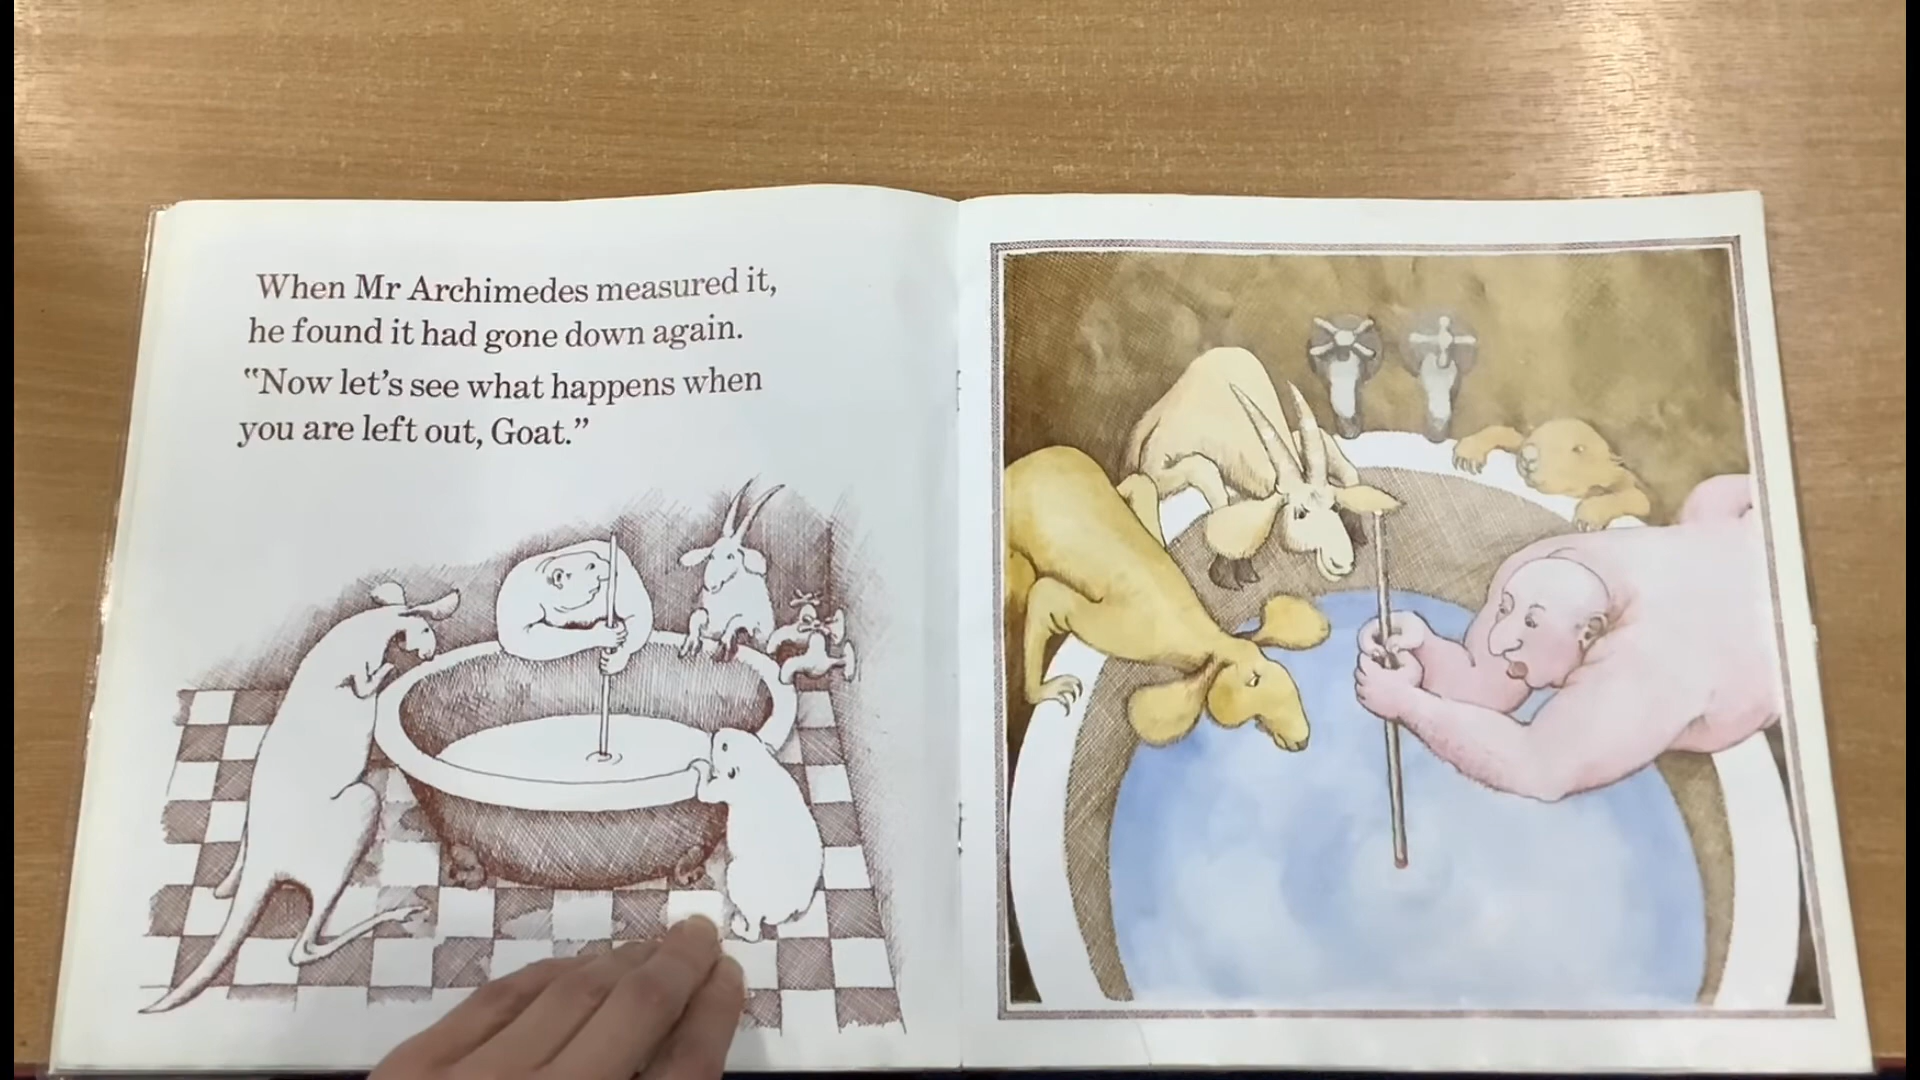 When Mr Archimedes measured it,
he found it had gone down again.
"Now let's see what happens when
you are left out, Goat."